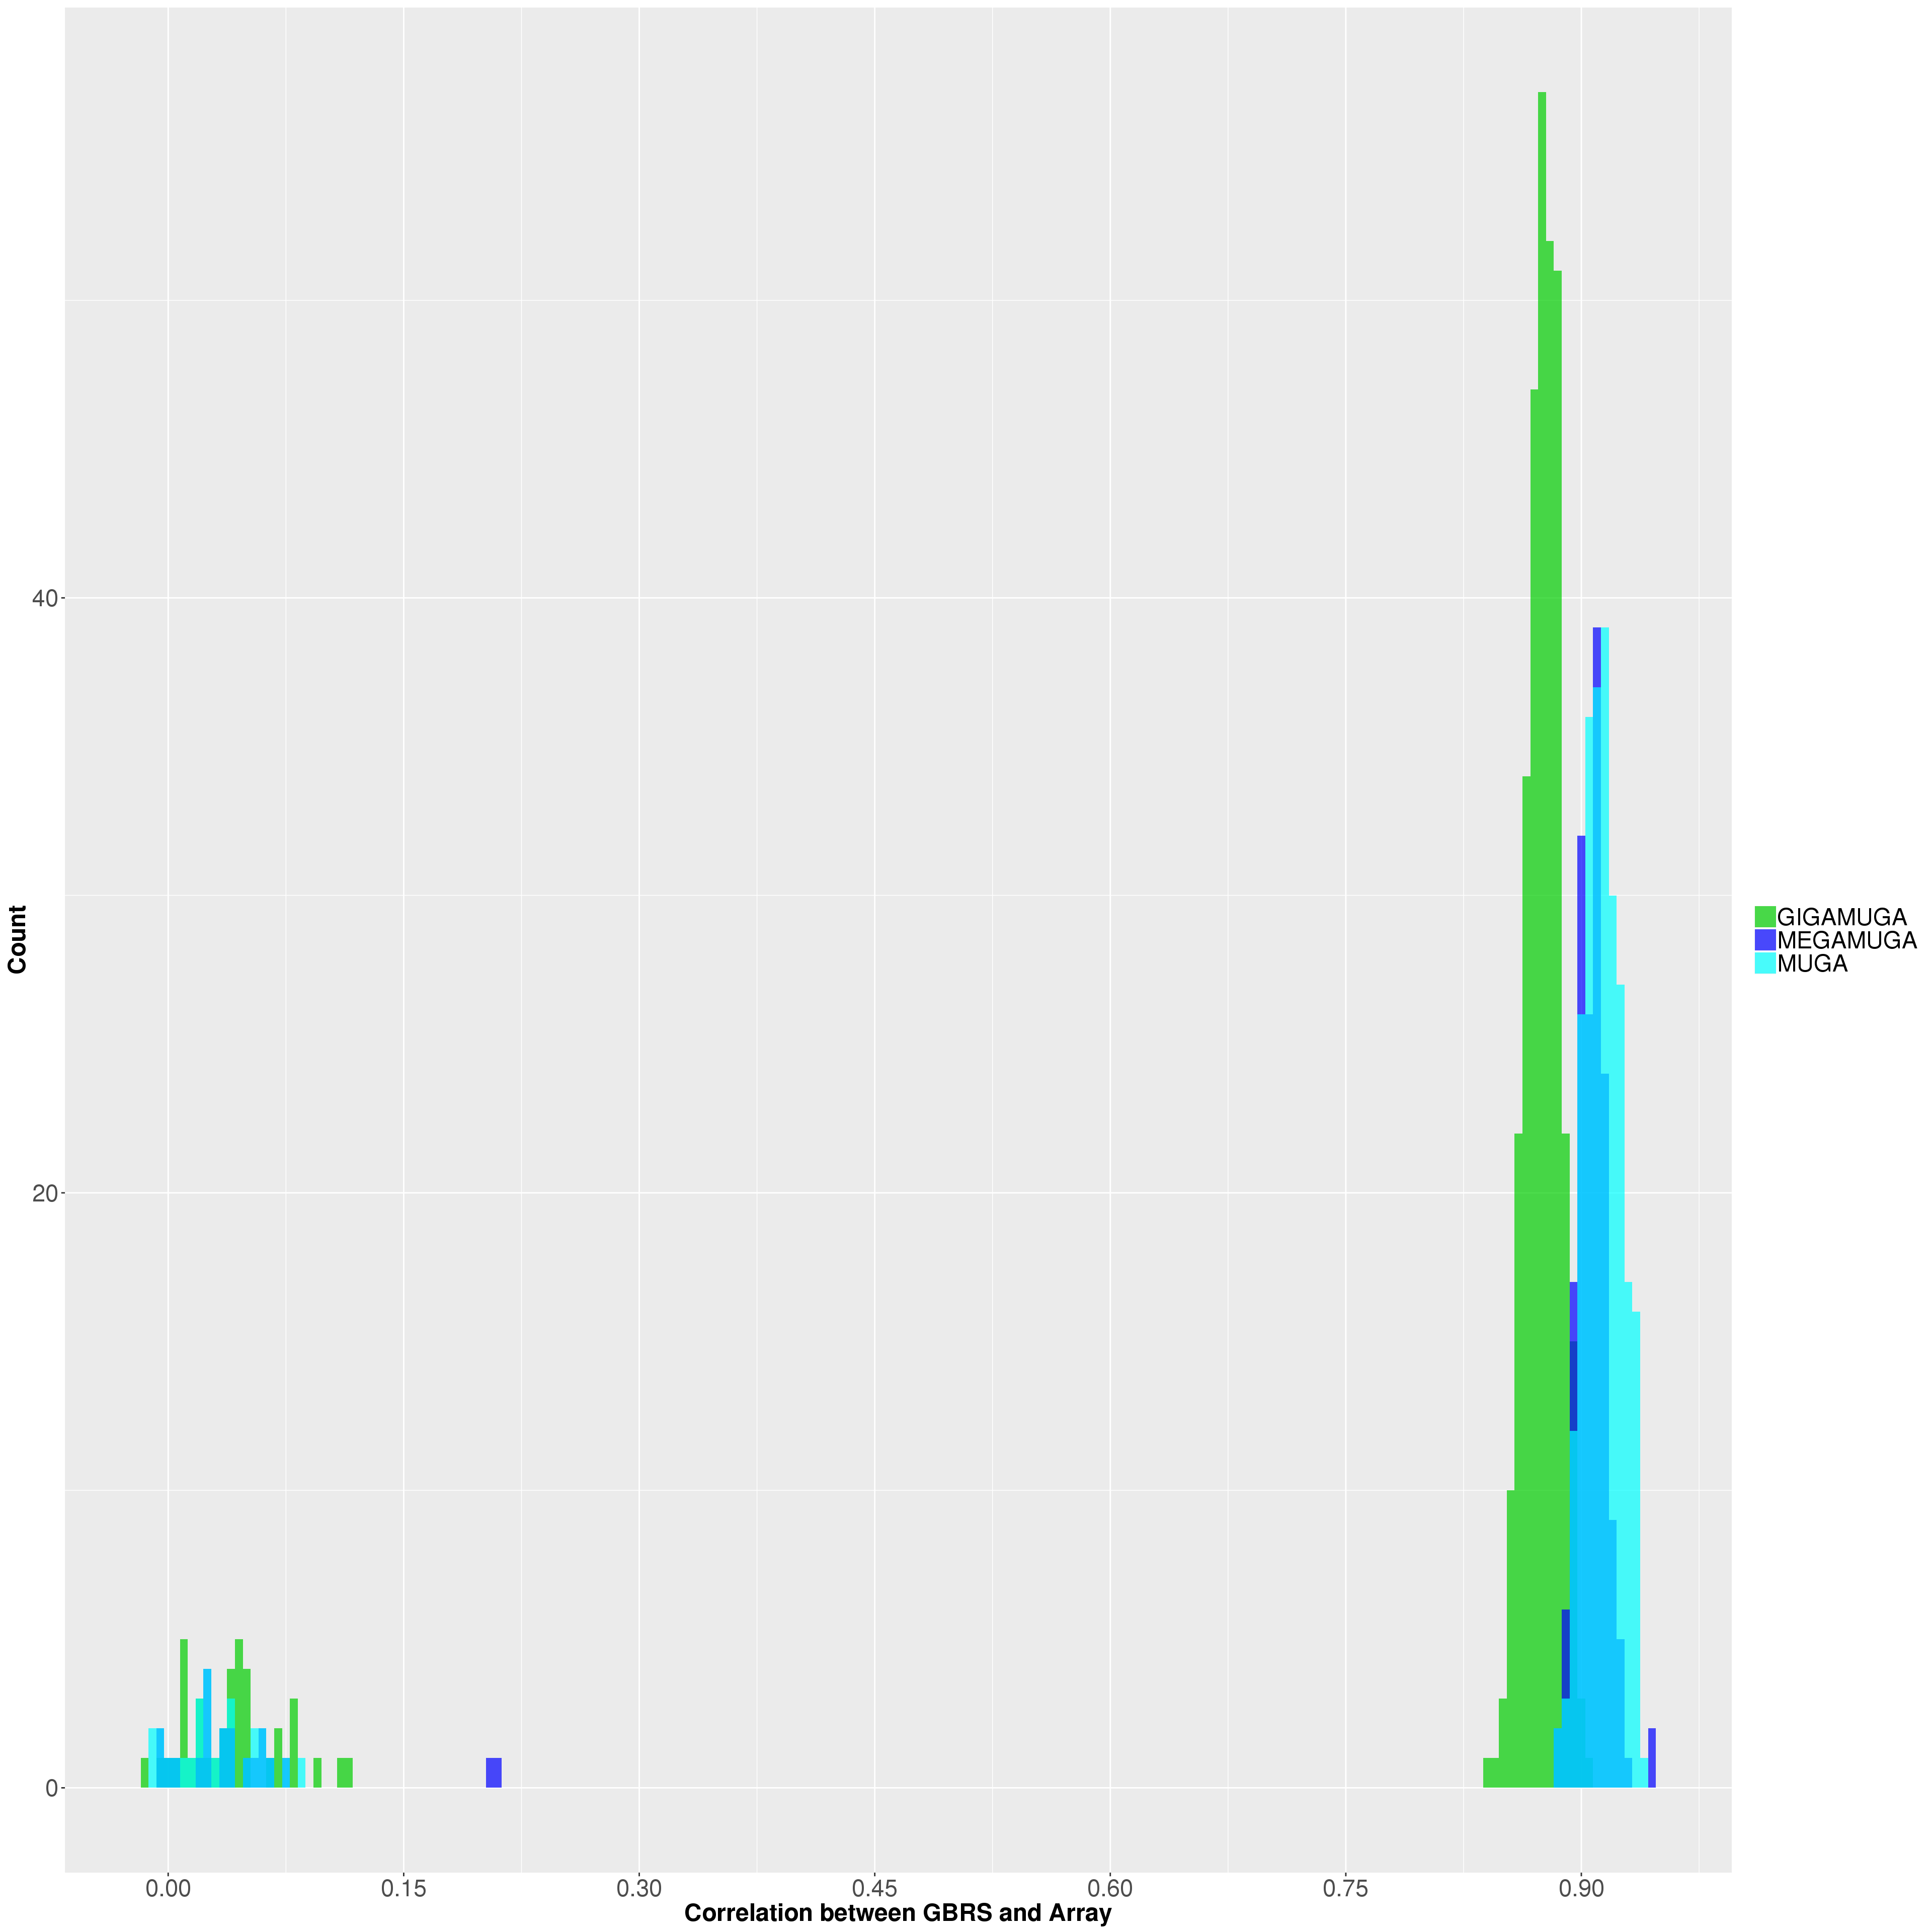 Count
40
20
0
0.00 0.15 0.30 0.45 0.60 0.75 0.90
Correlation between GBRS and Array
GIGAMUGA
MEGAMUGA
MUGA